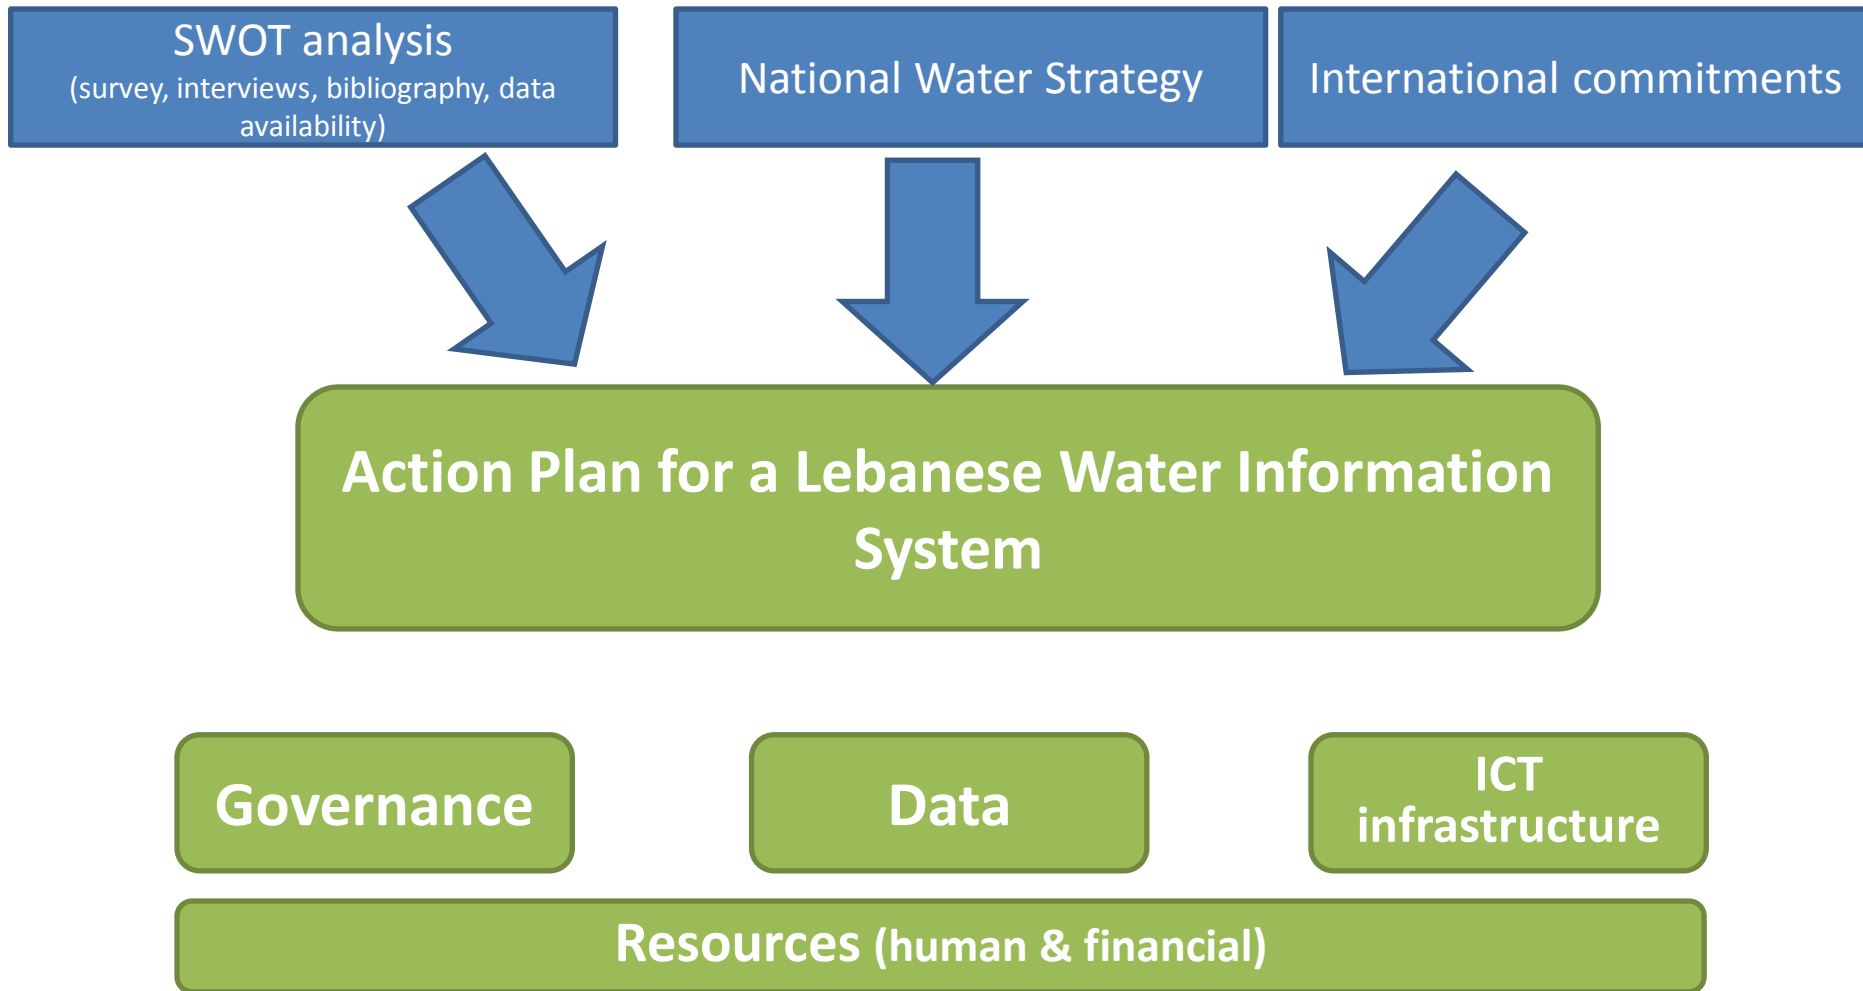 SWOT analysis
(survey, interviews, bibliography, data
availability)
National Water Strategy
International commitments
Action Plan for a Lebanese Water Information
System
Governance
Data
ICT
infrastructure
Resources (human & financial)